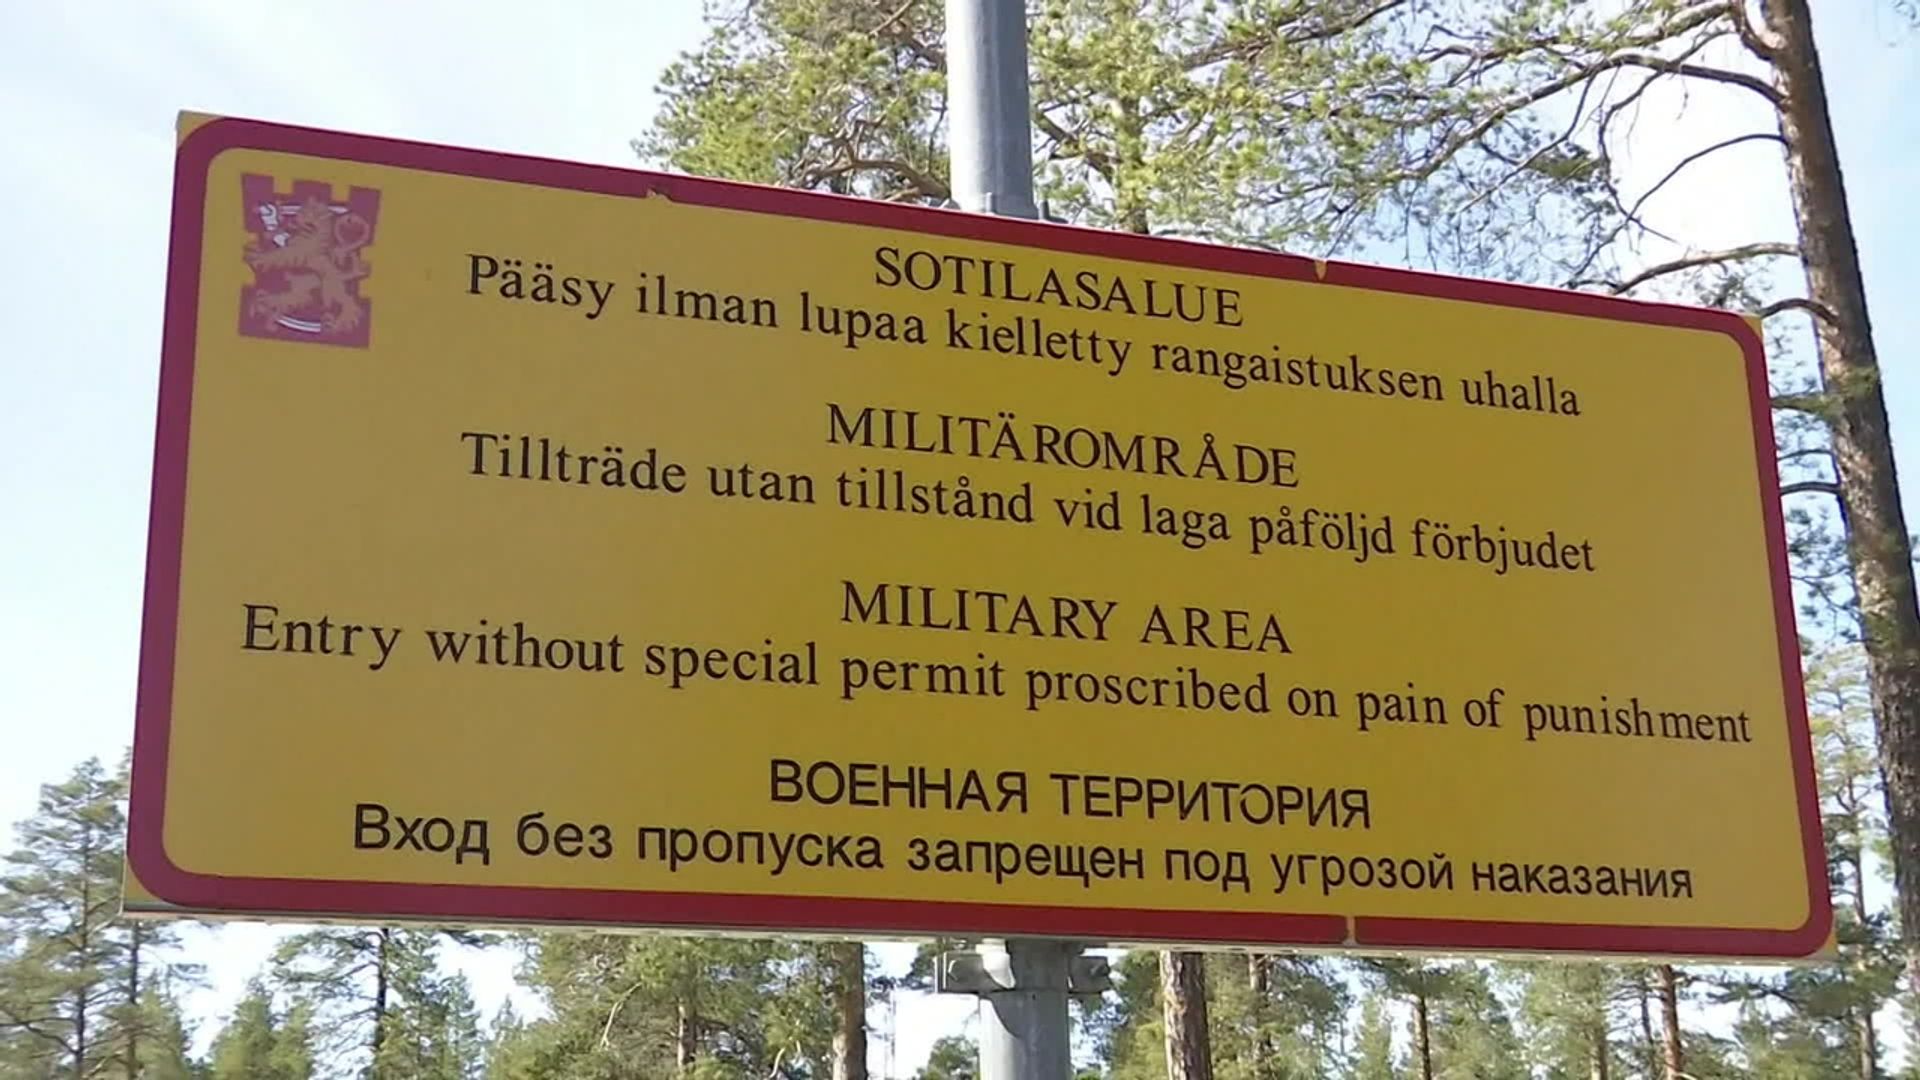 SOTILASALUE
Pääsy ilman lupaa kielletty rangaistuksen uhalla
MILITÄROMRÅDE
Tillträde utan tillstånd vid laga påföljd förbjudet
MILITARY AREA
Entry without special permit proscribed on pain of punishment
ВОЕННАЯ ТЕРРИТОРИЯ
Вход без пропуска запрещен под угрозой наказания